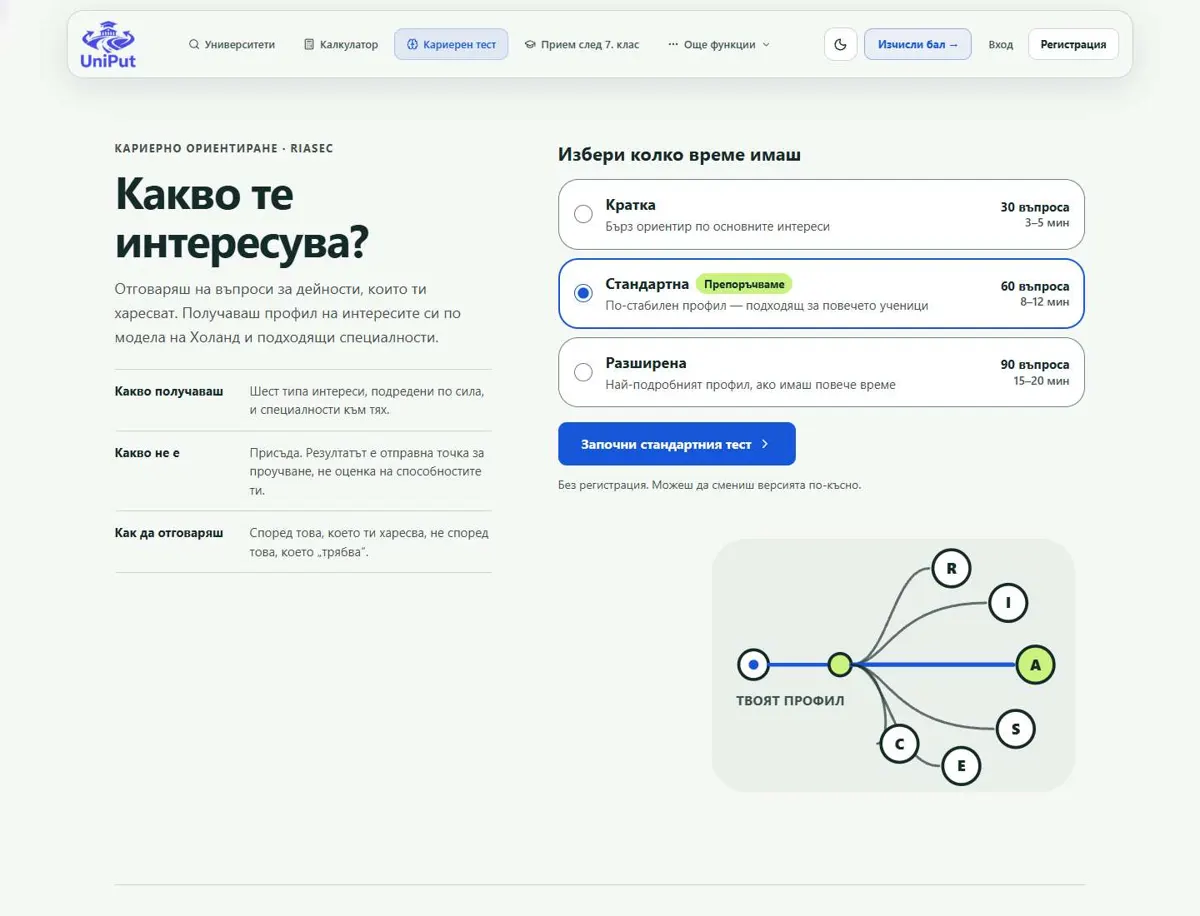 UniPut
Университети
Калкулатор
Кариерен тест
Прием след 7. клас
Още функции
Изчисли бал →
Вход
Регистрация
КАРИЕРНО ОРИЕНТИРАНЕ · RIASEC
Какво те
интересува?
Отговаряш на въпроси за дейности, които ти
харесват. Получаваш профил на интересите си по
модела на Холанд и подходящи специалности.
Какво получаваш
Шест типа интереси, подредени по сила,
и специалности към тях.
Какво не е
Присъда. Резултатът е отправна точка за
проучване, не оценка на способностите
ти.
Как да отговаряш
Според това, което ти харесва, не според
това, което „трябва“.
Избери колко време имаш
Кратка
Бърз ориентир по основните интереси
30 въпроса
3–5 мин
Стандартна Препоръчваме
По-стабилен профил — подходящ за повечето ученици
60 въпроса
8–12 мин
Разширена
Най-подробният профил, ако имаш повече време
90 въпроса
15–20 мин
Започни стандартния тест
Без регистрация. Можеш да смениш версията по-късно.
R
I
A
ТВОЯТ ПРОФИЛ
S
C
E